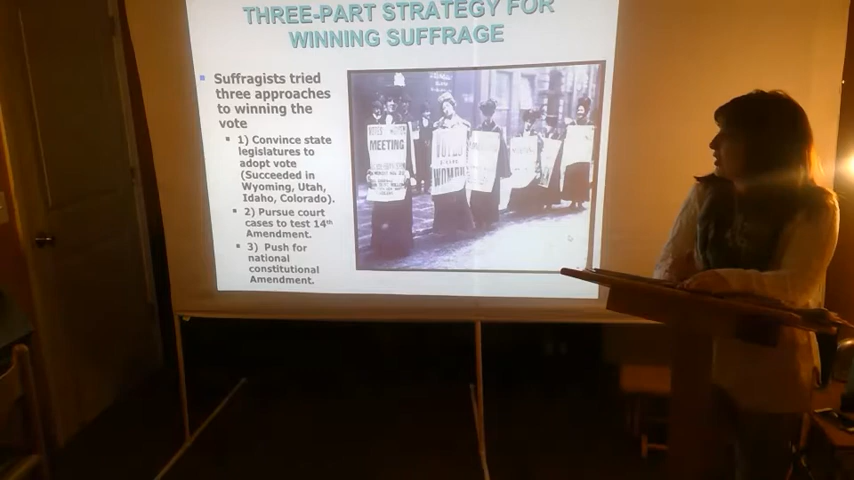 THREE-PART STRATEGY FOR
WINNING SUFFRAGE
Suffragists tried
three approaches
to winning the
vote
1) Convince state
legislatures to
adopt vote
(Succeeded in
Wyoming, Utah,
Idaho, Colorado).
2) Pursue court
cases to test 14th
Amendment.
3) Push for
national
constitutional
Amendment.
MEETING
VOTES
FOR
WOMEN